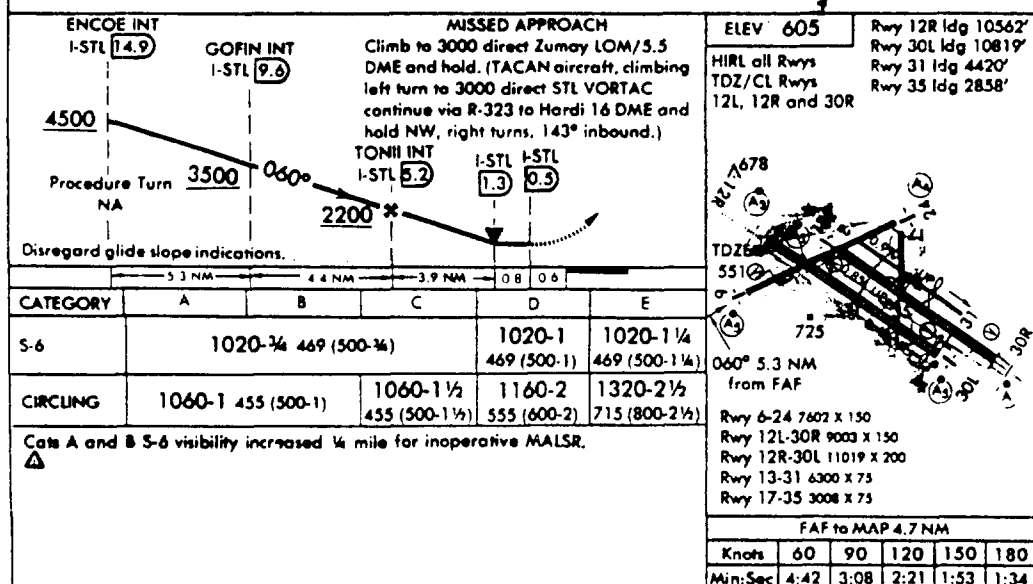 ENCOE INT
I-STL 14.9
GOFIN INT
I-STL 9.6
MISSED APPROACH
Climb to 3000 direct Zumay LOM/5.5
DME and hold. (TACAN aircraft, climbing
left turn to 3000 direct STL VORTAC
continue via R-323 to Hardi 16 DME and
hold NW, right turns, 143° inbound.)
4500
TONII INT
I-STL 5.2
I-STL 1.3
I-STL 0.5
Procedure Turn
NA
3500
060°
2200
Disregard glide slope indications.
5.3 NM 4.4 NM 3.9 NM 0.8 0.6
CATEGORY A B C D E
S-6 1020-¾ 469 (500-¾) 1020-1 469 (500-1) 1020-1¼ 469 (500-1¼)
CIRCLING 1060-1 455 (500-1) 1060-1½ 455 (500-1½) 1160-2 555 (600-2) 1320-2½ 715 (800-2½)
Cats A and B S-6 visibility increased ¼ mile for inoperative MALSR.
A
ELEV 605
Rwy 12R ldg 10562'
Rwy 30L ldg 10819'
Rwy 31 ldg 4420'
Rwy 35 ldg 2858'
HIRL all Rwys
TDZ/CL Rwys
12L, 12R and 30R
678
12R
A5
24
TDZE
551
6
A5
725
31
30R
30L
A5
A
V
060° 5.3 NM
from FAF
Rwy 6-24 7602 X 150
Rwy 12L-30R 9003 X 150
Rwy 12R-30L 11019 X 200
Rwy 13-31 6300 X 75
Rwy 17-35 3008 X 75
FAF to MAP 4.7 NM
Knots 60 90 120 150 180
Min:Sec 4:42 3:08 2:21 1:53 1:34